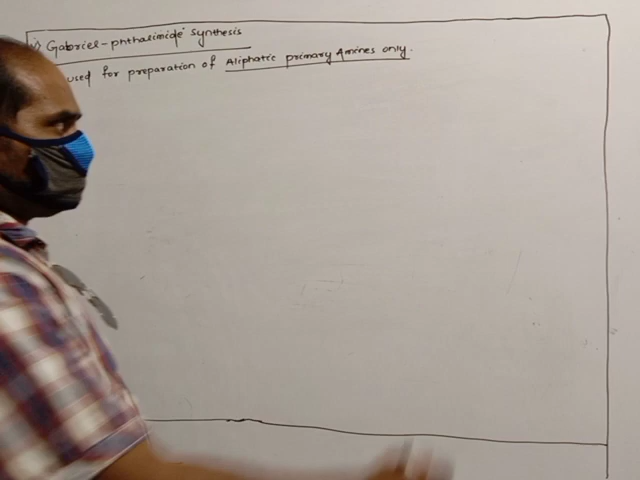 Gabriel-phthalimide synthesis
used for preparation of Aliphatic primary Amines only.